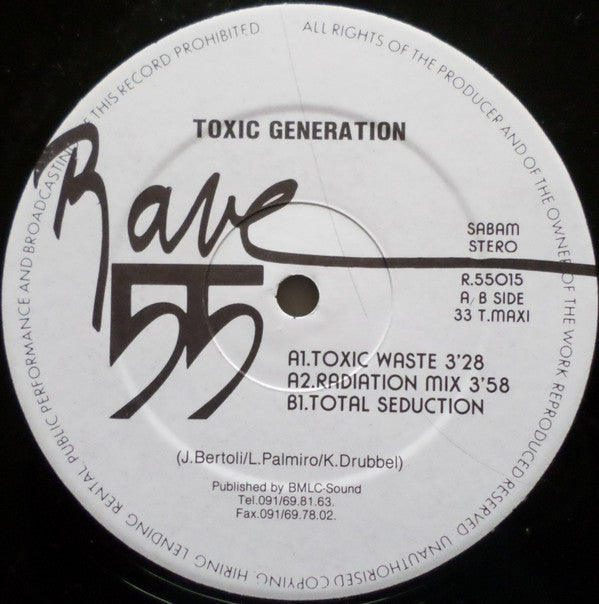 ALL RIGHTS OF THE PRODUCER AND OF THE OWNER OF THE WORK REPRODUCED RESERVED UNAUTHORISED COPYING, HIRING, LENDING RENTAL PUBLIC PERFORMANCE AND BROADCASTING OF THIS RECORD PROHIBITED
TOXIC GENERATION
Rave
55
SABAM
STERO
R.55015
A/B SIDE
33 T.MAXI
A1.TOXIC WASTE 3'28
A2.RADIATION MIX 3'58
B1.TOTAL SEDUCTION
(J.Bertoli/L.Palmiro/K.Drubbel)
Published by BMLC-Sound
Tel.091/69.81.63.
Fax.091/69.78.02.